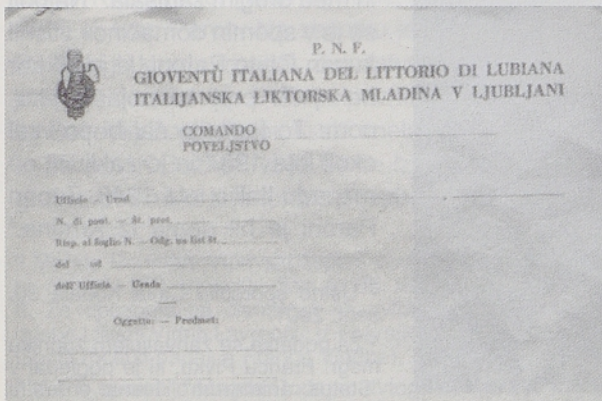 P. N. F.
GIOVENTÙ ITALIANA DEL LITTORIO DI LUBIANA
ITALIJANSKA LIKTORSKA MLADINA V LJUBLJANI
COMANDO
POVELJSTVO
Ufficio — Urad
N. di post. — Št. prot.
Risp. al foglio N. — Odg. na list št.
del — od
dell' Ufficio — Urada
Oggetto: — Predmet: